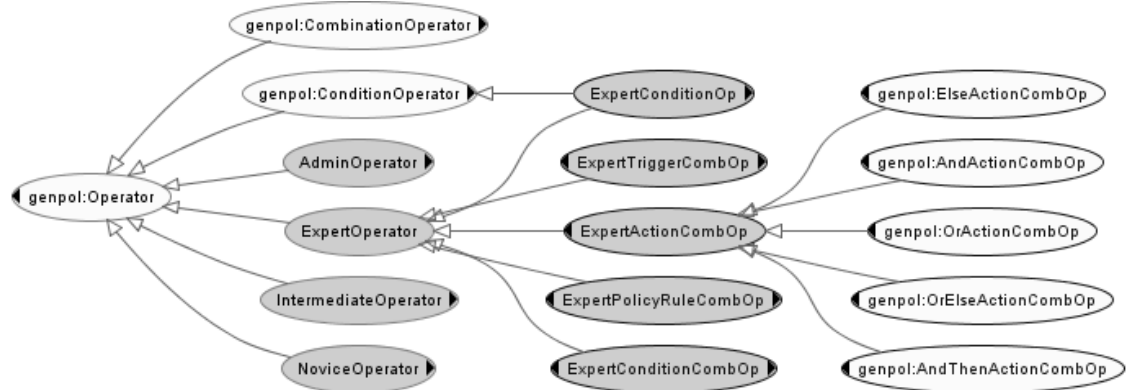 genpol:CombinationOperator
genpol:ConditionOperator
ExpertConditionOp
genpol:ElseActionCombOp
AdminOperator
ExpertTriggerCombOp
genpol:AndActionCombOp
genpol:Operator
ExpertOperator
ExpertActionCombOp
genpol:OrActionCombOp
IntermediateOperator
ExpertPolicyRuleCombOp
genpol:OrElseActionCombOp
NoviceOperator
ExpertConditionCombOp
genpol:AndThenActionCombOp